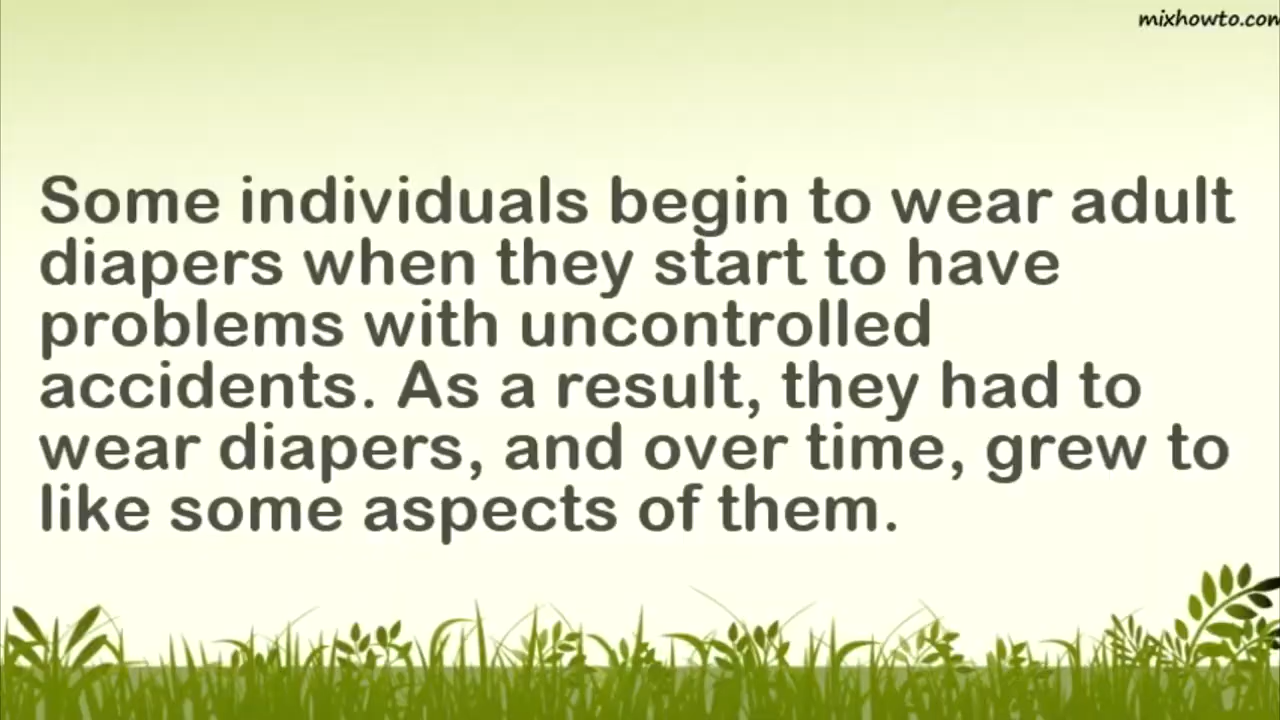 mixhowto.com
Some individuals begin to wear adult
diapers when they start to have
problems with uncontrolled
accidents. As a result, they had to
wear diapers, and over time, grew to
like some aspects of them.